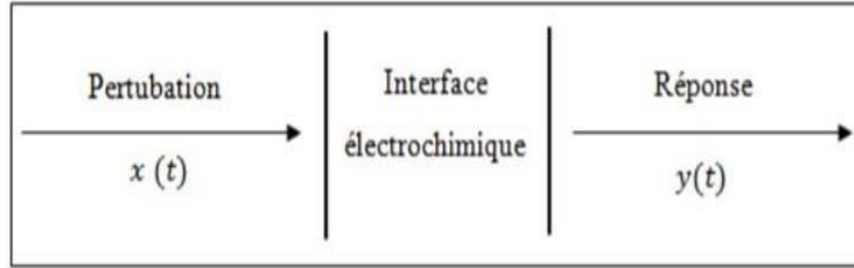 Pertubation
x (t)
Interface
électrochimique
Réponse
y(t)